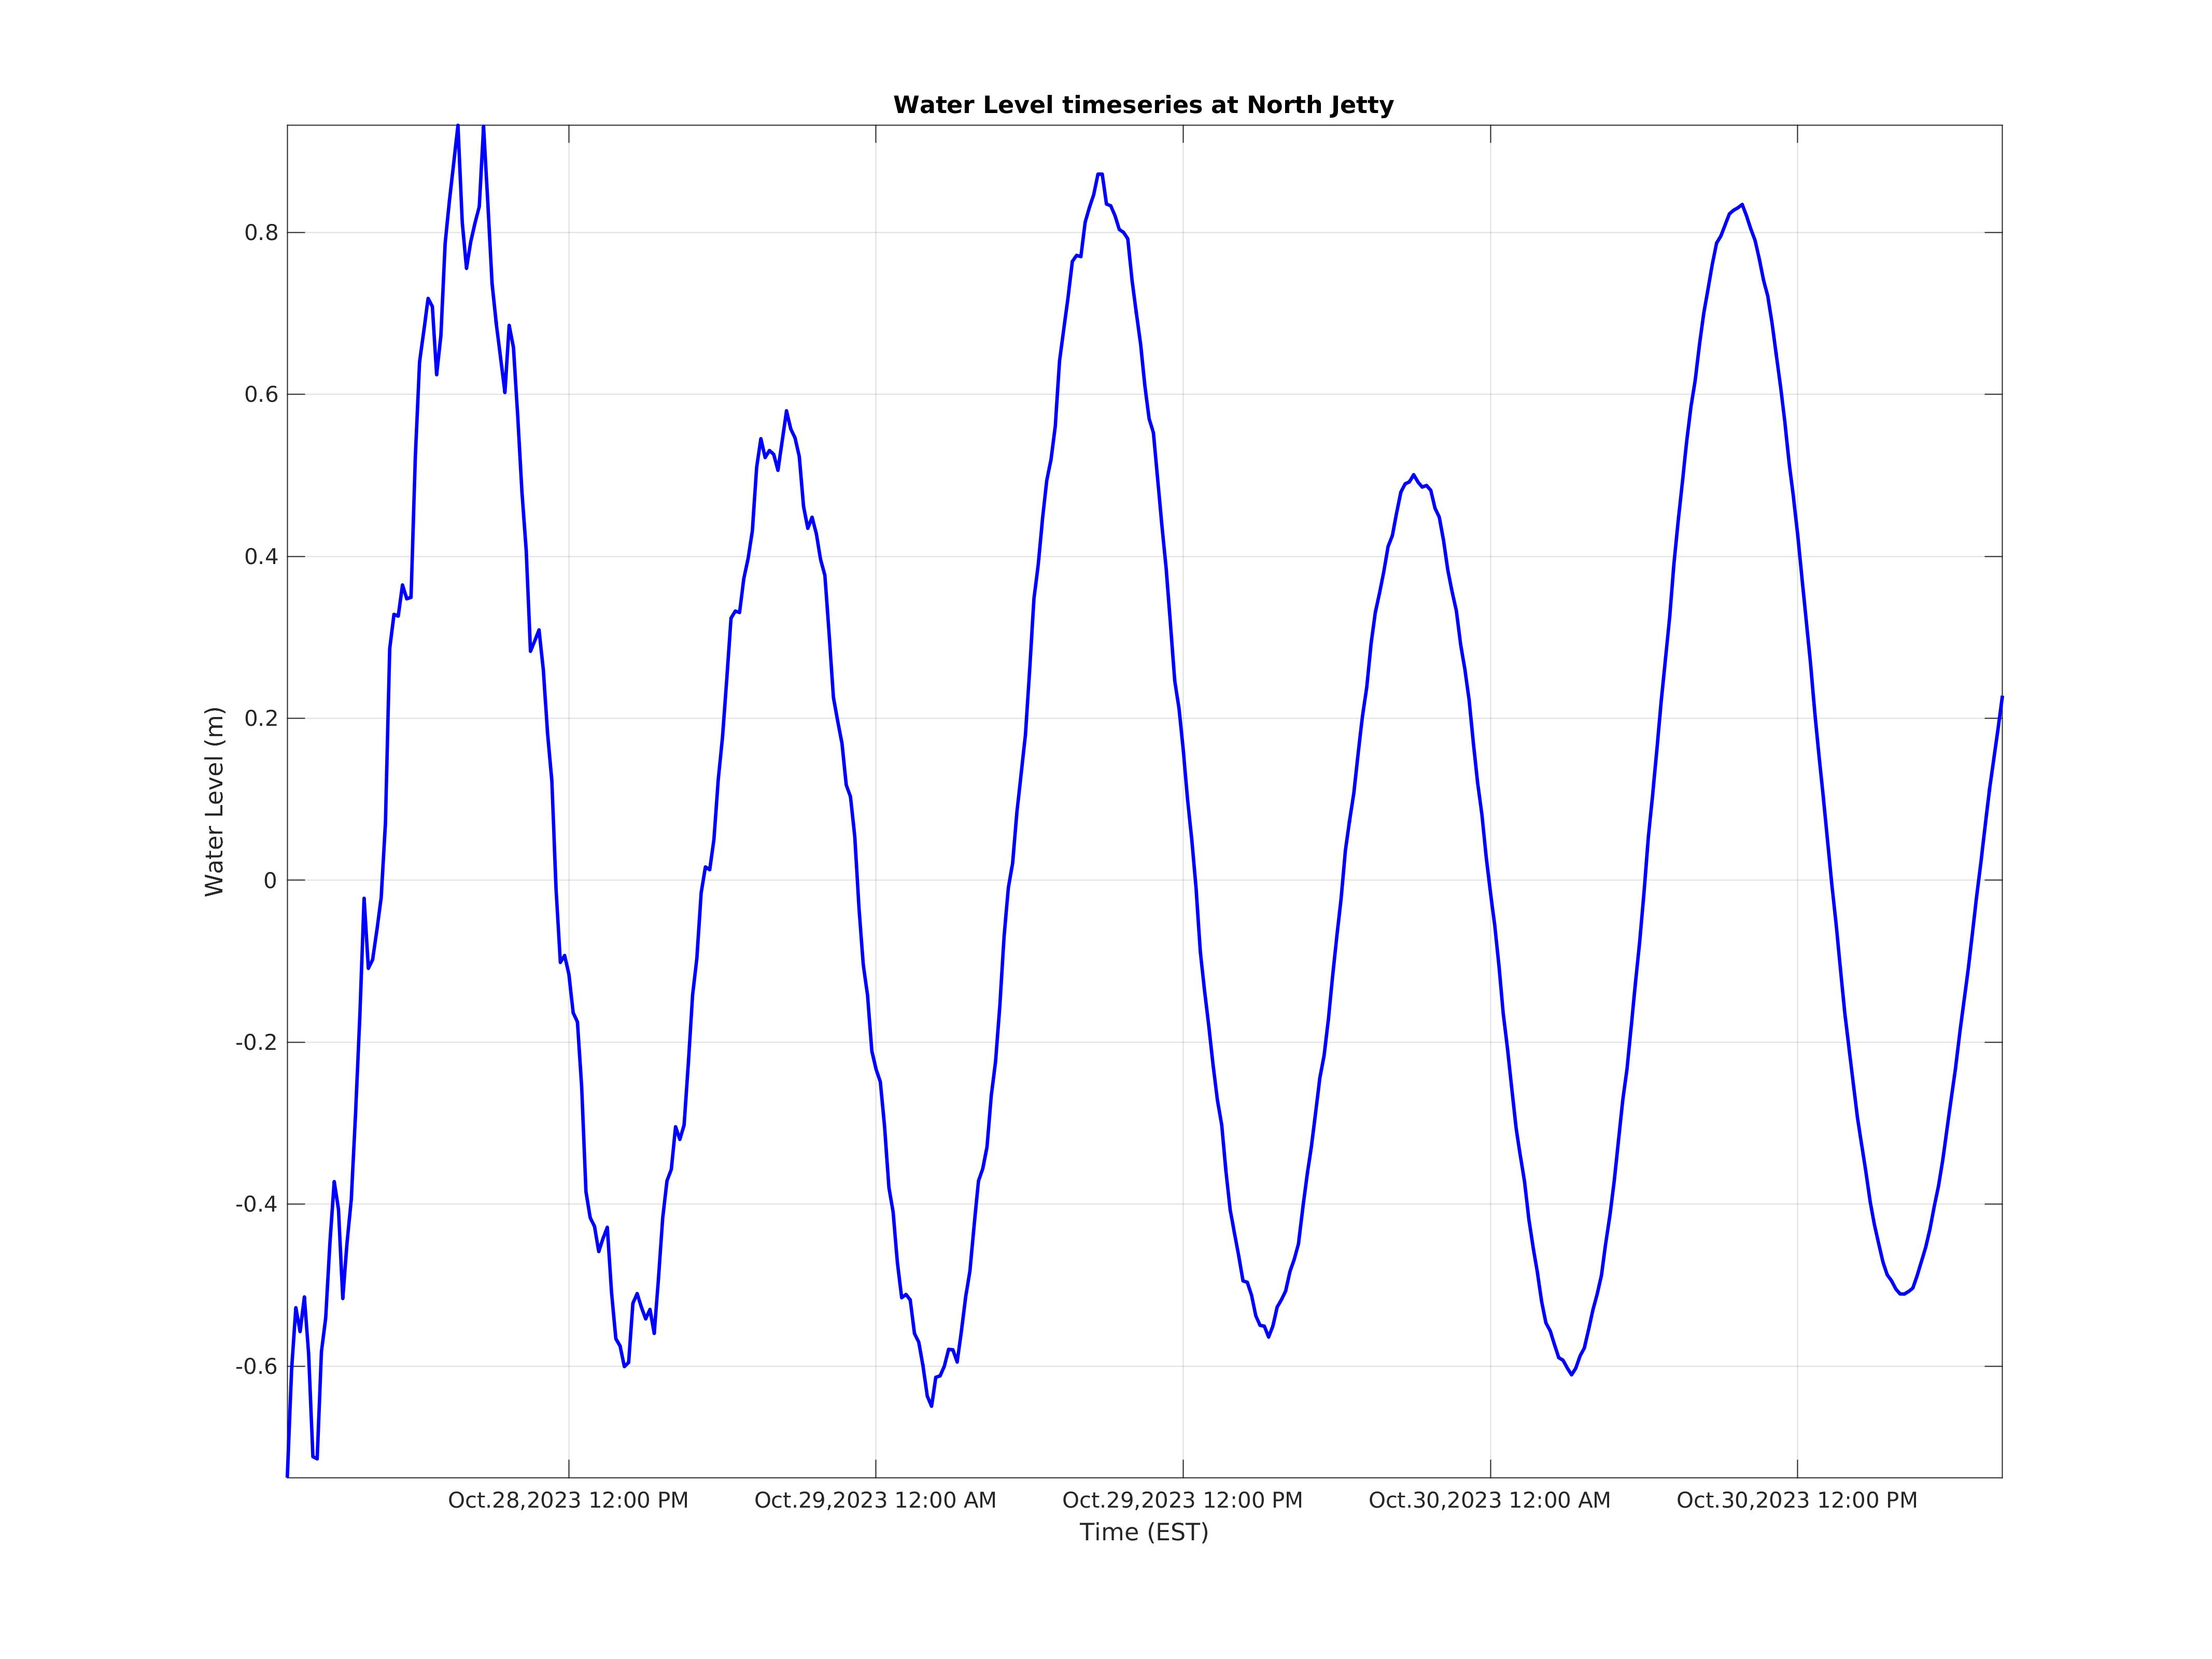 Water Level timeseries at North Jetty
0.8
0.6
0.4
0.2
0
-0.2
-0.4
-0.6
Water Level (m)
Oct.28,2023 12:00 PM
Oct.29,2023 12:00 AM
Oct.29,2023 12:00 PM
Oct.30,2023 12:00 AM
Oct.30,2023 12:00 PM
Time (EST)